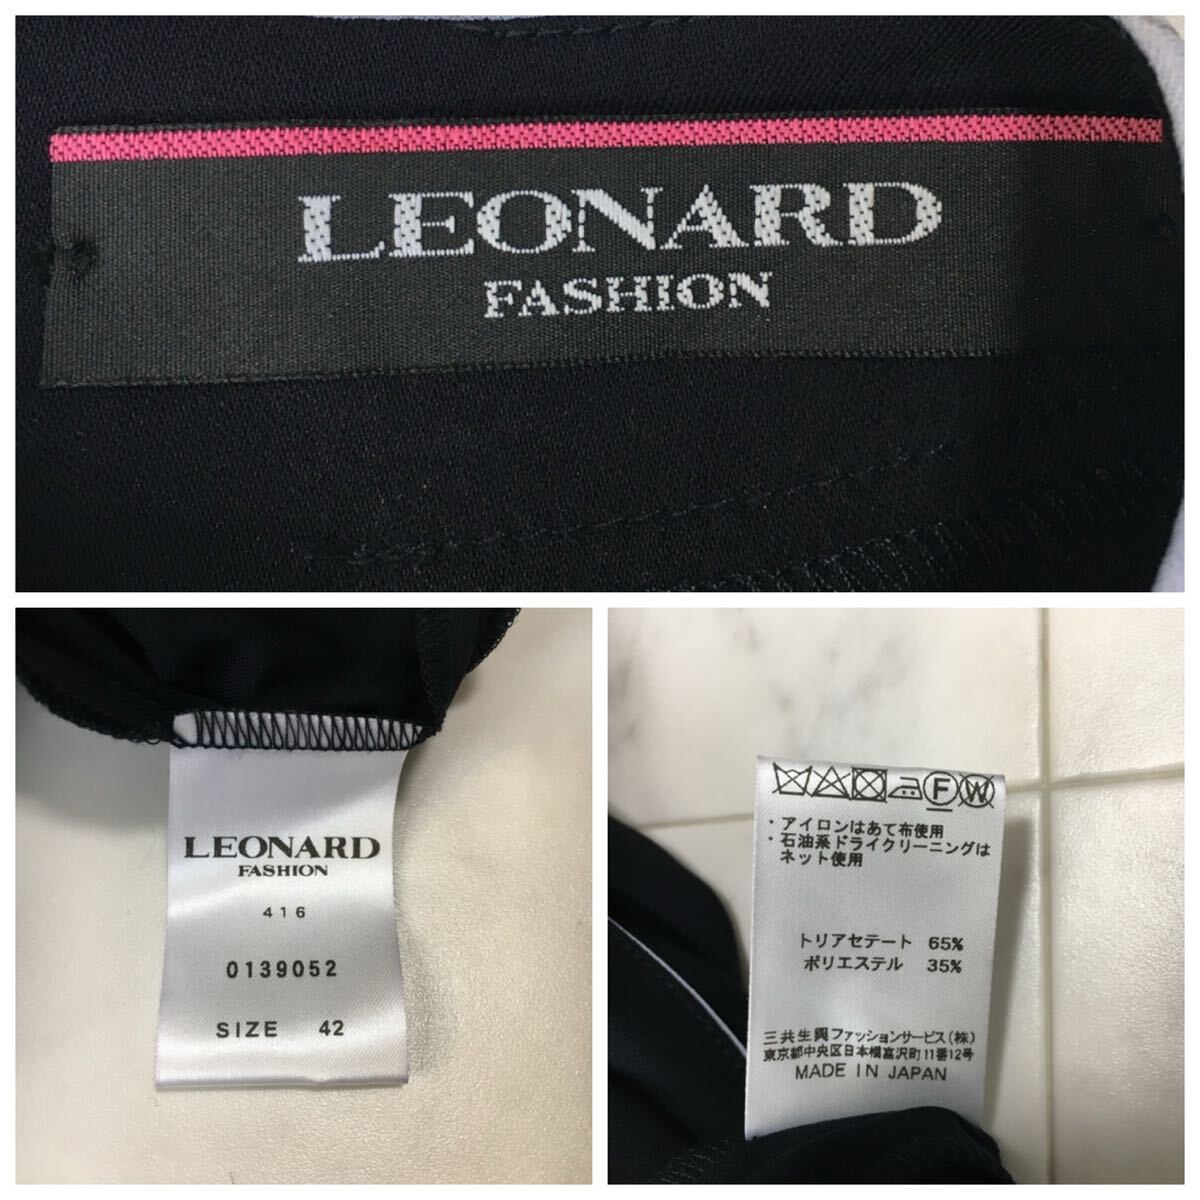 LEONARD
FASHION
LEONARD
FASHION
416
0139052
SIZE 42
F W
・アイロンはあて布使用
・石油系ドライクリーニングは
ネット使用
トリアセテート 65%
ポリエステル 35%
三共生興ファッションサービス(株)
東京都中央区日本橋富沢町11番12号
MADE IN JAPAN